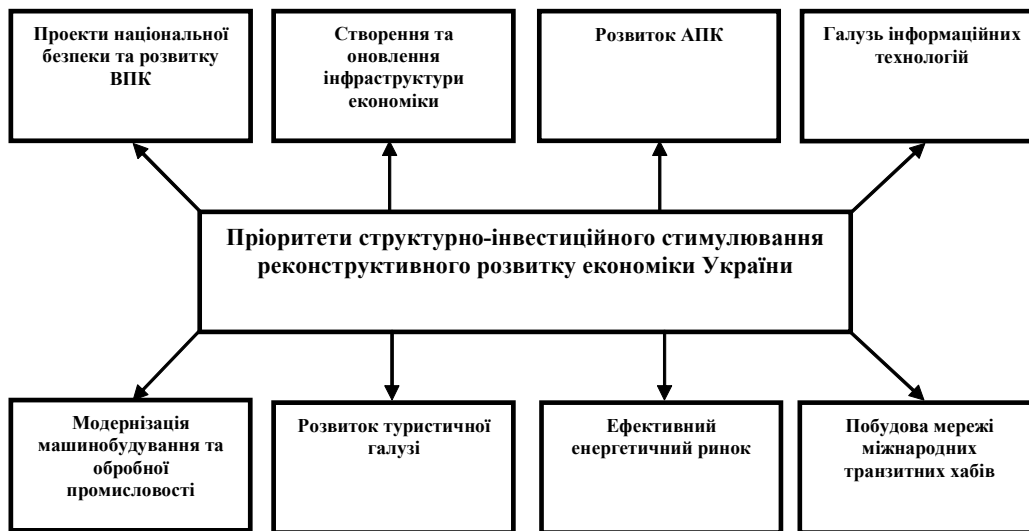 Проекти національної
безпеки та розвитку
ВПК
Створення та
оновлення
інфраструктури
економіки
Розвиток АПК
Галузь інформаційних
технологій
Пріоритети структурно-інвестиційного стимулювання
реконструктивного розвитку економіки України
Модернізація
машинобудування та
обробної
промисловості
Розвиток туристичної
галузі
Ефективний
енергетичний ринок
Побудова мережі
міжнародних
транзитних хабів